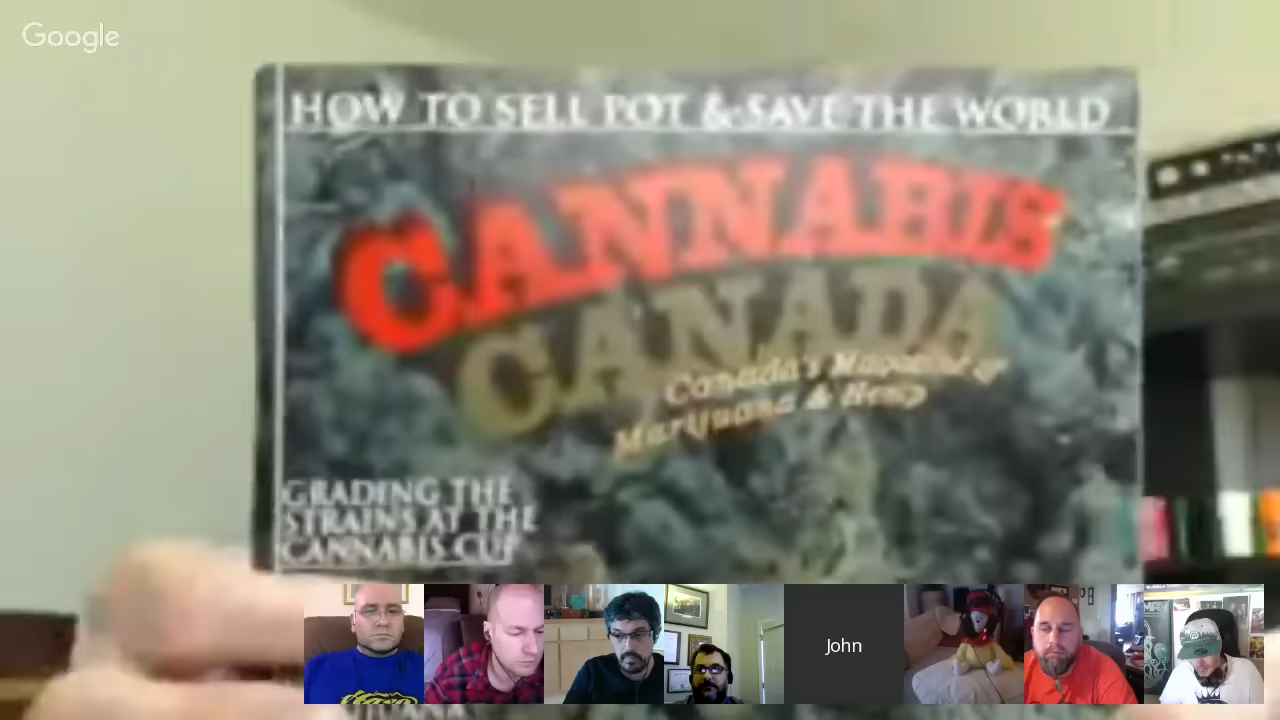 Google
HOW TO SELL POT & SAVE THE WORLD
CANNABIS
CANADA
Canada's Magazine of
Marijuana & Hemp
GRADING THE
STRAINS AT THE
CANNABIS CUP
John